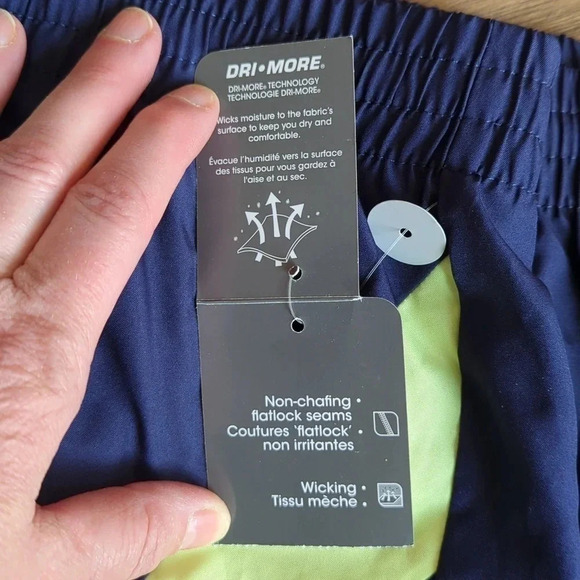 DRI•MORE®
DRI-MORE® TECHNOLOGY
TECHNOLOGIE DRI-MORE®
Wicks moisture to the fabric's
surface to keep you dry and
comfortable.
Évacue l'humidité vers la surface
des tissus pour vous gardez à
l'aise et au sec.
Non-chafing •
flatlock seams
Coutures 'flatlock' •
non irritantes
Wicking •
Tissu mèche •